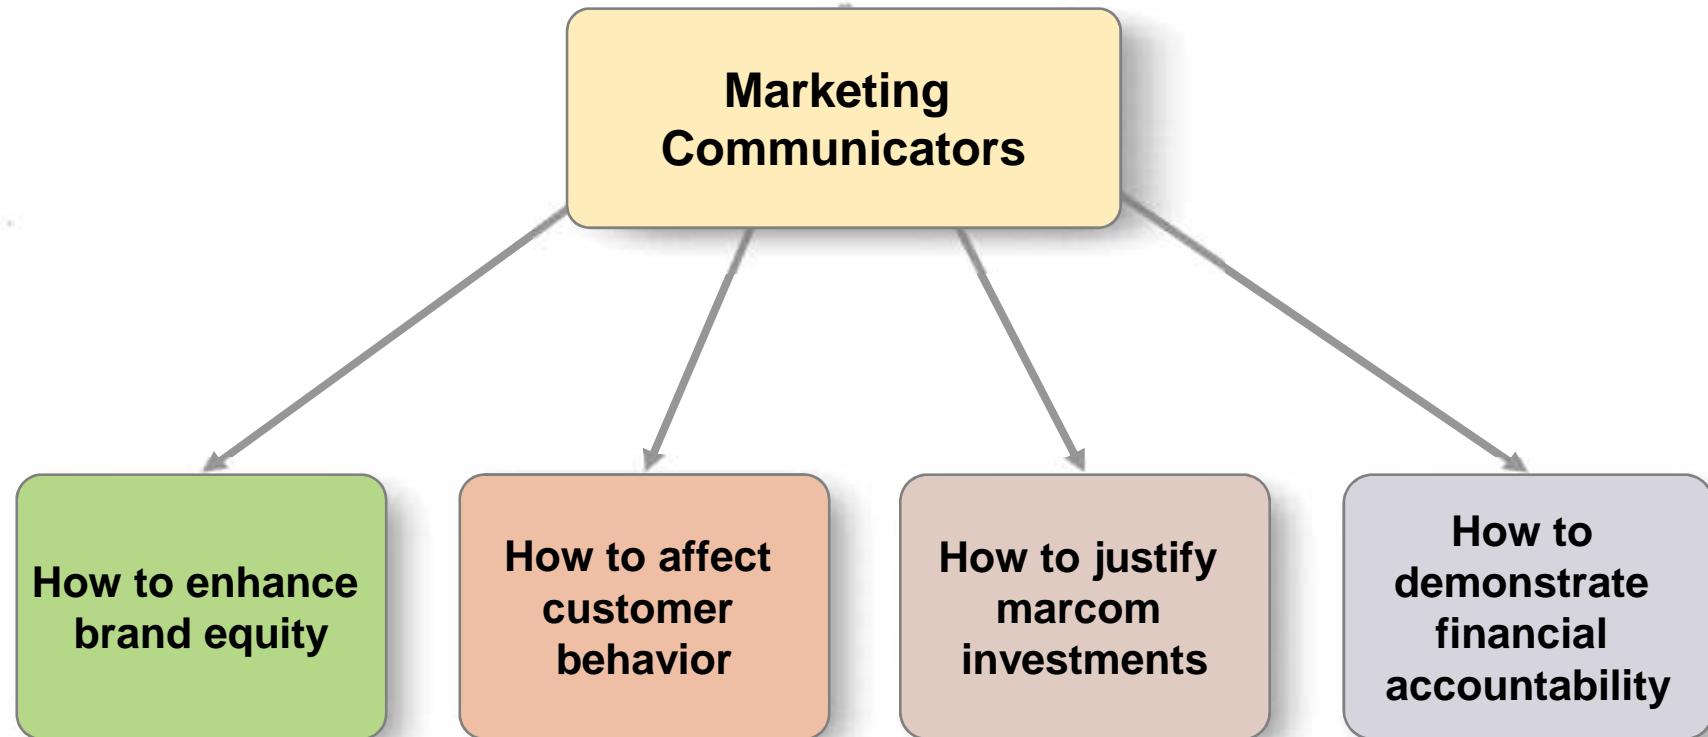 Marketing
Communicators
How to enhance
brand equity
How to affect
customer
behavior
How to justify
marcom
investments
How to
demonstrate
financial
accountability